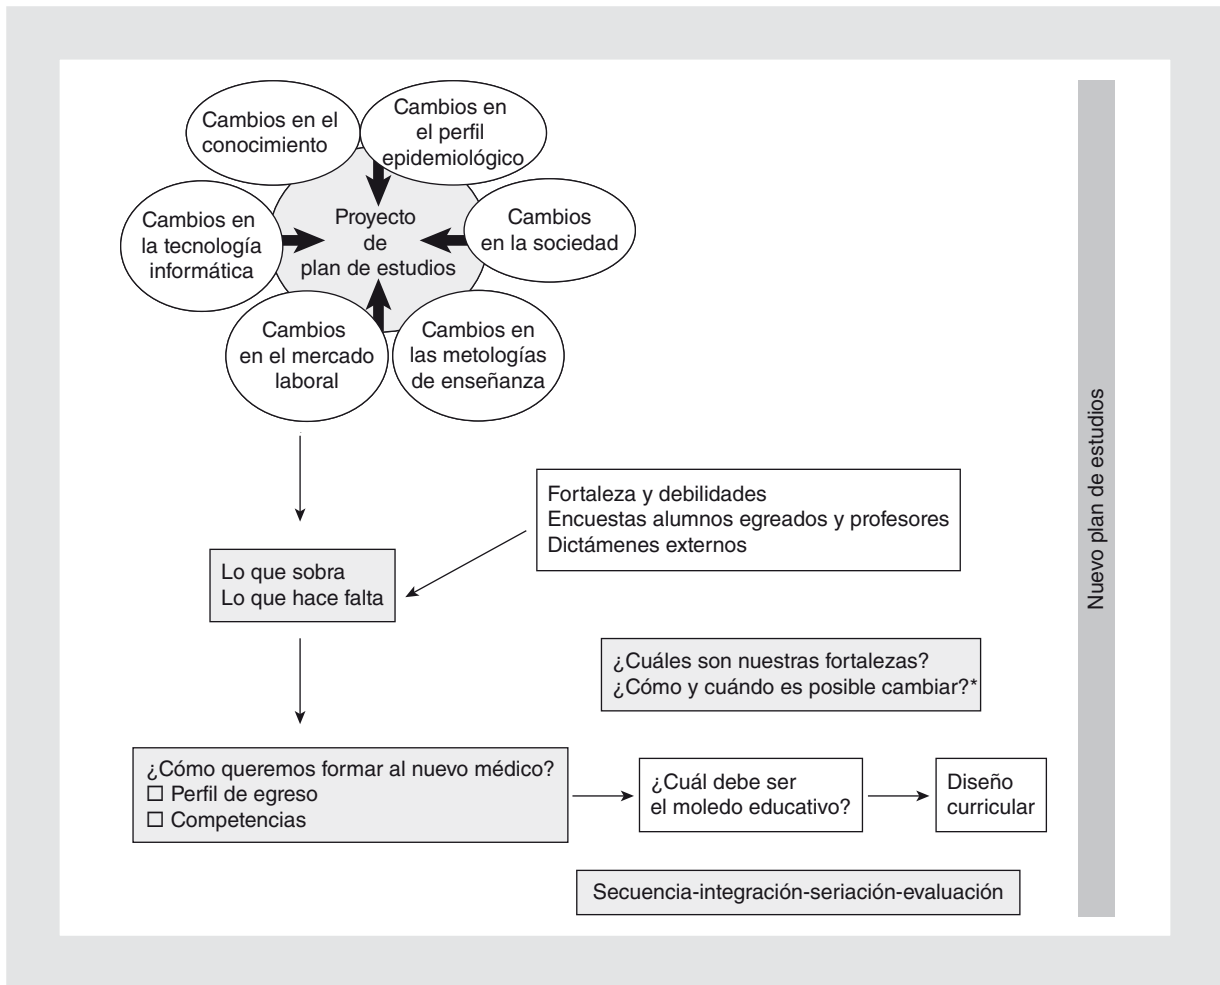 Cambios en el
conocimiento
Cambios en
el perfil
epidemiológico
Cambios en
la tecnología
informática
Proyecto
de
plan de estudios
Cambios
en la sociedad
Cambios
en el mercado
laboral
Cambios en
las metologías
de enseñanza
Fortaleza y debilidades
Encuestas alumnos egreados y profesores
Dictámenes externos
Lo que sobra
Lo que hace falta
¿Cuáles son nuestras fortalezas?
¿Cómo y cuándo es posible cambiar?*
¿Cómo queremos formar al nuevo médico?
☐ Perfil de egreso
☐ Competencias
¿Cuál debe ser
el moledo educativo?
Diseño
curricular
Secuencia-integración-seriación-evaluación
Nuevo plan de estudios